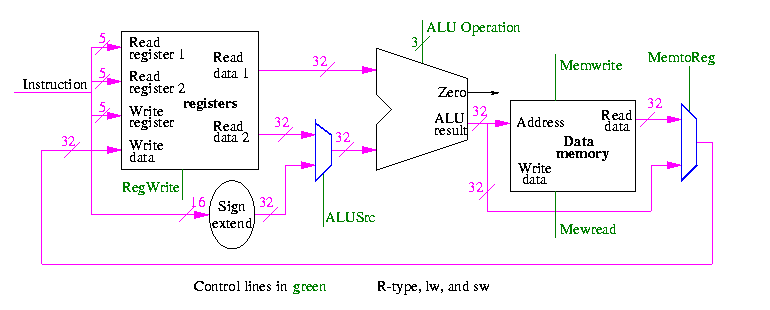 ALU Operation
3
5
Read
register 1
Read
data 1
32
Memwrite
MemtoReg
Instruction
5
Read
register 2
registers
Zero
5
Write
register
Read
data 2
32
32
ALU
result
32
Address
Read
data
32
Data
memory
32
Write
data
RegWrite
16
Sign
extend
32
ALUSrc
32
Write
data
Mewread
Control lines in green
R-type, lw, and sw